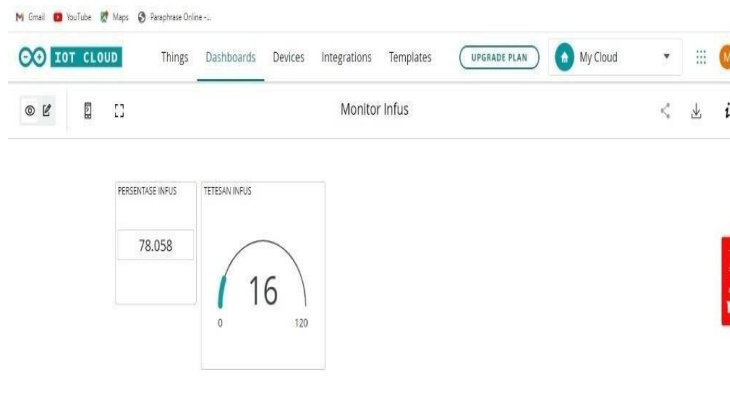 Gmail YouTube Maps Paraphrase Online -...
IOT CLOUD Things Dashboards Devices Integrations Templates UPGRADE PLAN My Cloud M
Monitor Infus i
PERSENTASE INFUS TETESAN INFUS
78.058
16
0 120